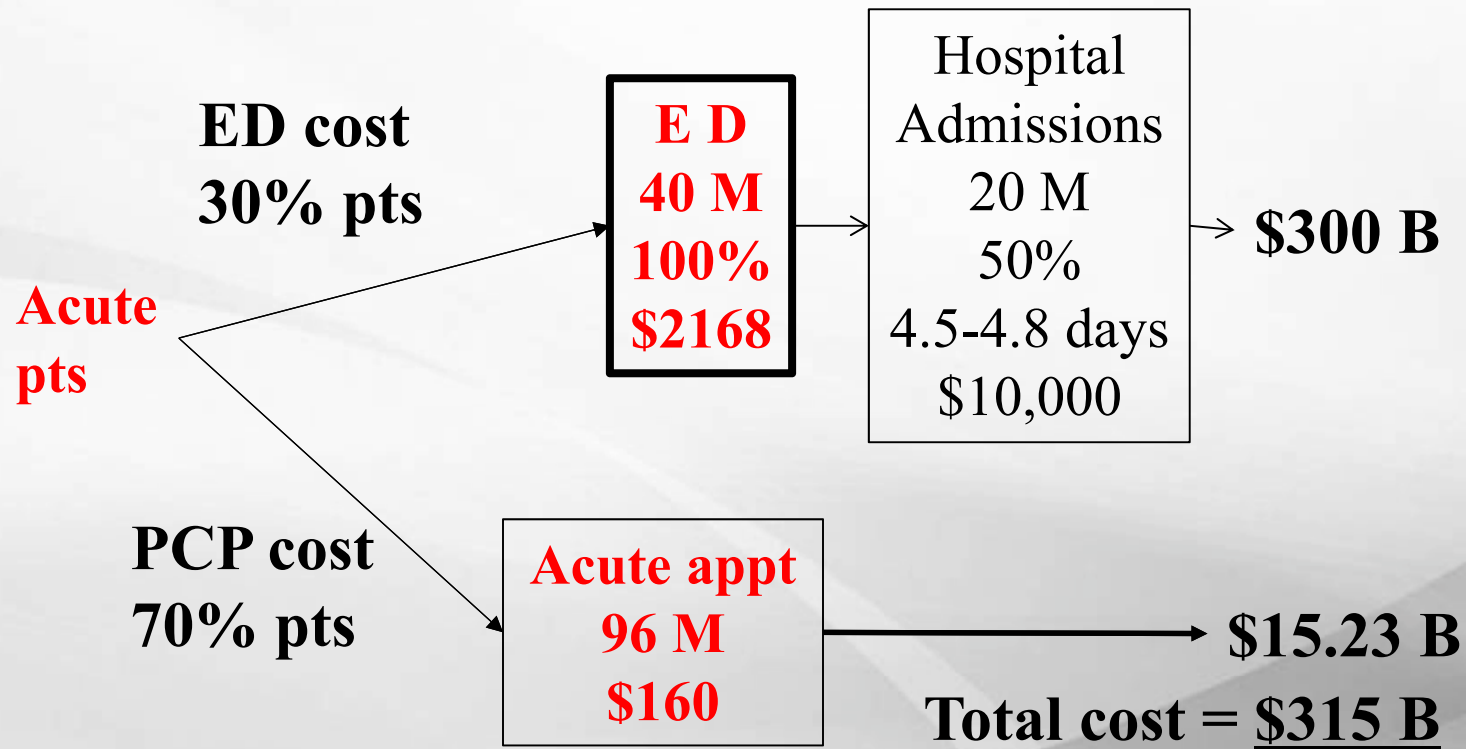 Acute
pts
ED cost
30% pts
E D
40 M
100%
$2168
Hospital
Admissions
20 M
50%
4.5-4.8 days
$10,000
$300 B
PCP cost
70% pts
Acute appt
96 M
$160
$15.23 B
Total cost = $315 B